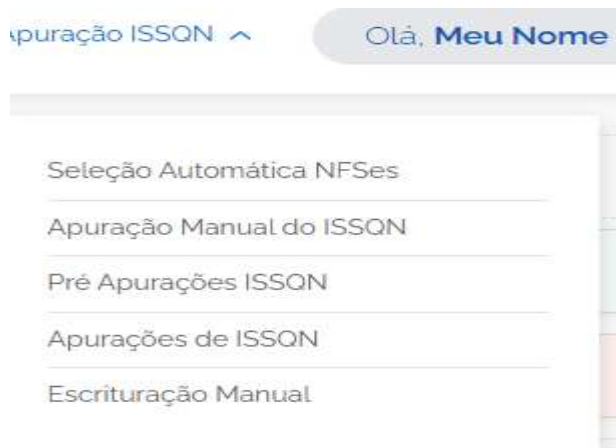 Apuração ISSQN
Olá, Meu Nome
Seleção Automática NFSes
Apuração Manual do ISSQN
Pré Apurações ISSQN
Apurações de ISSQN
Escrituração Manual